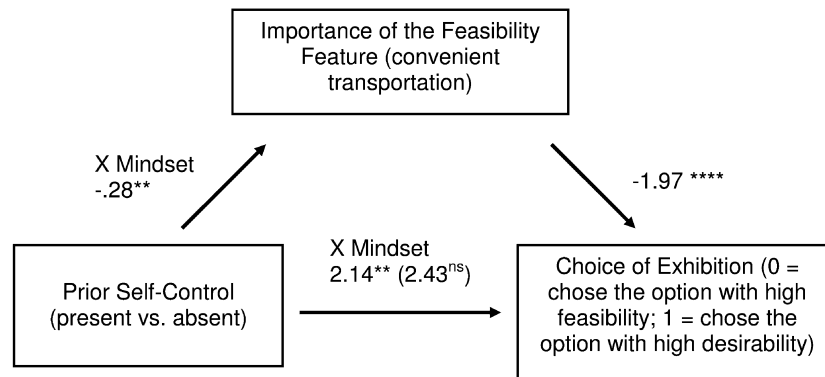 Importance of the Feasibility
Feature (convenient
transportation)
X Mindset
-.28**
-1.97 ****
X Mindset
2.14** (2.43ns)
Prior Self-Control
(present vs. absent)
Choice of Exhibition (0 =
chose the option with high
feasibility; 1 = chose the
option with high desirability)